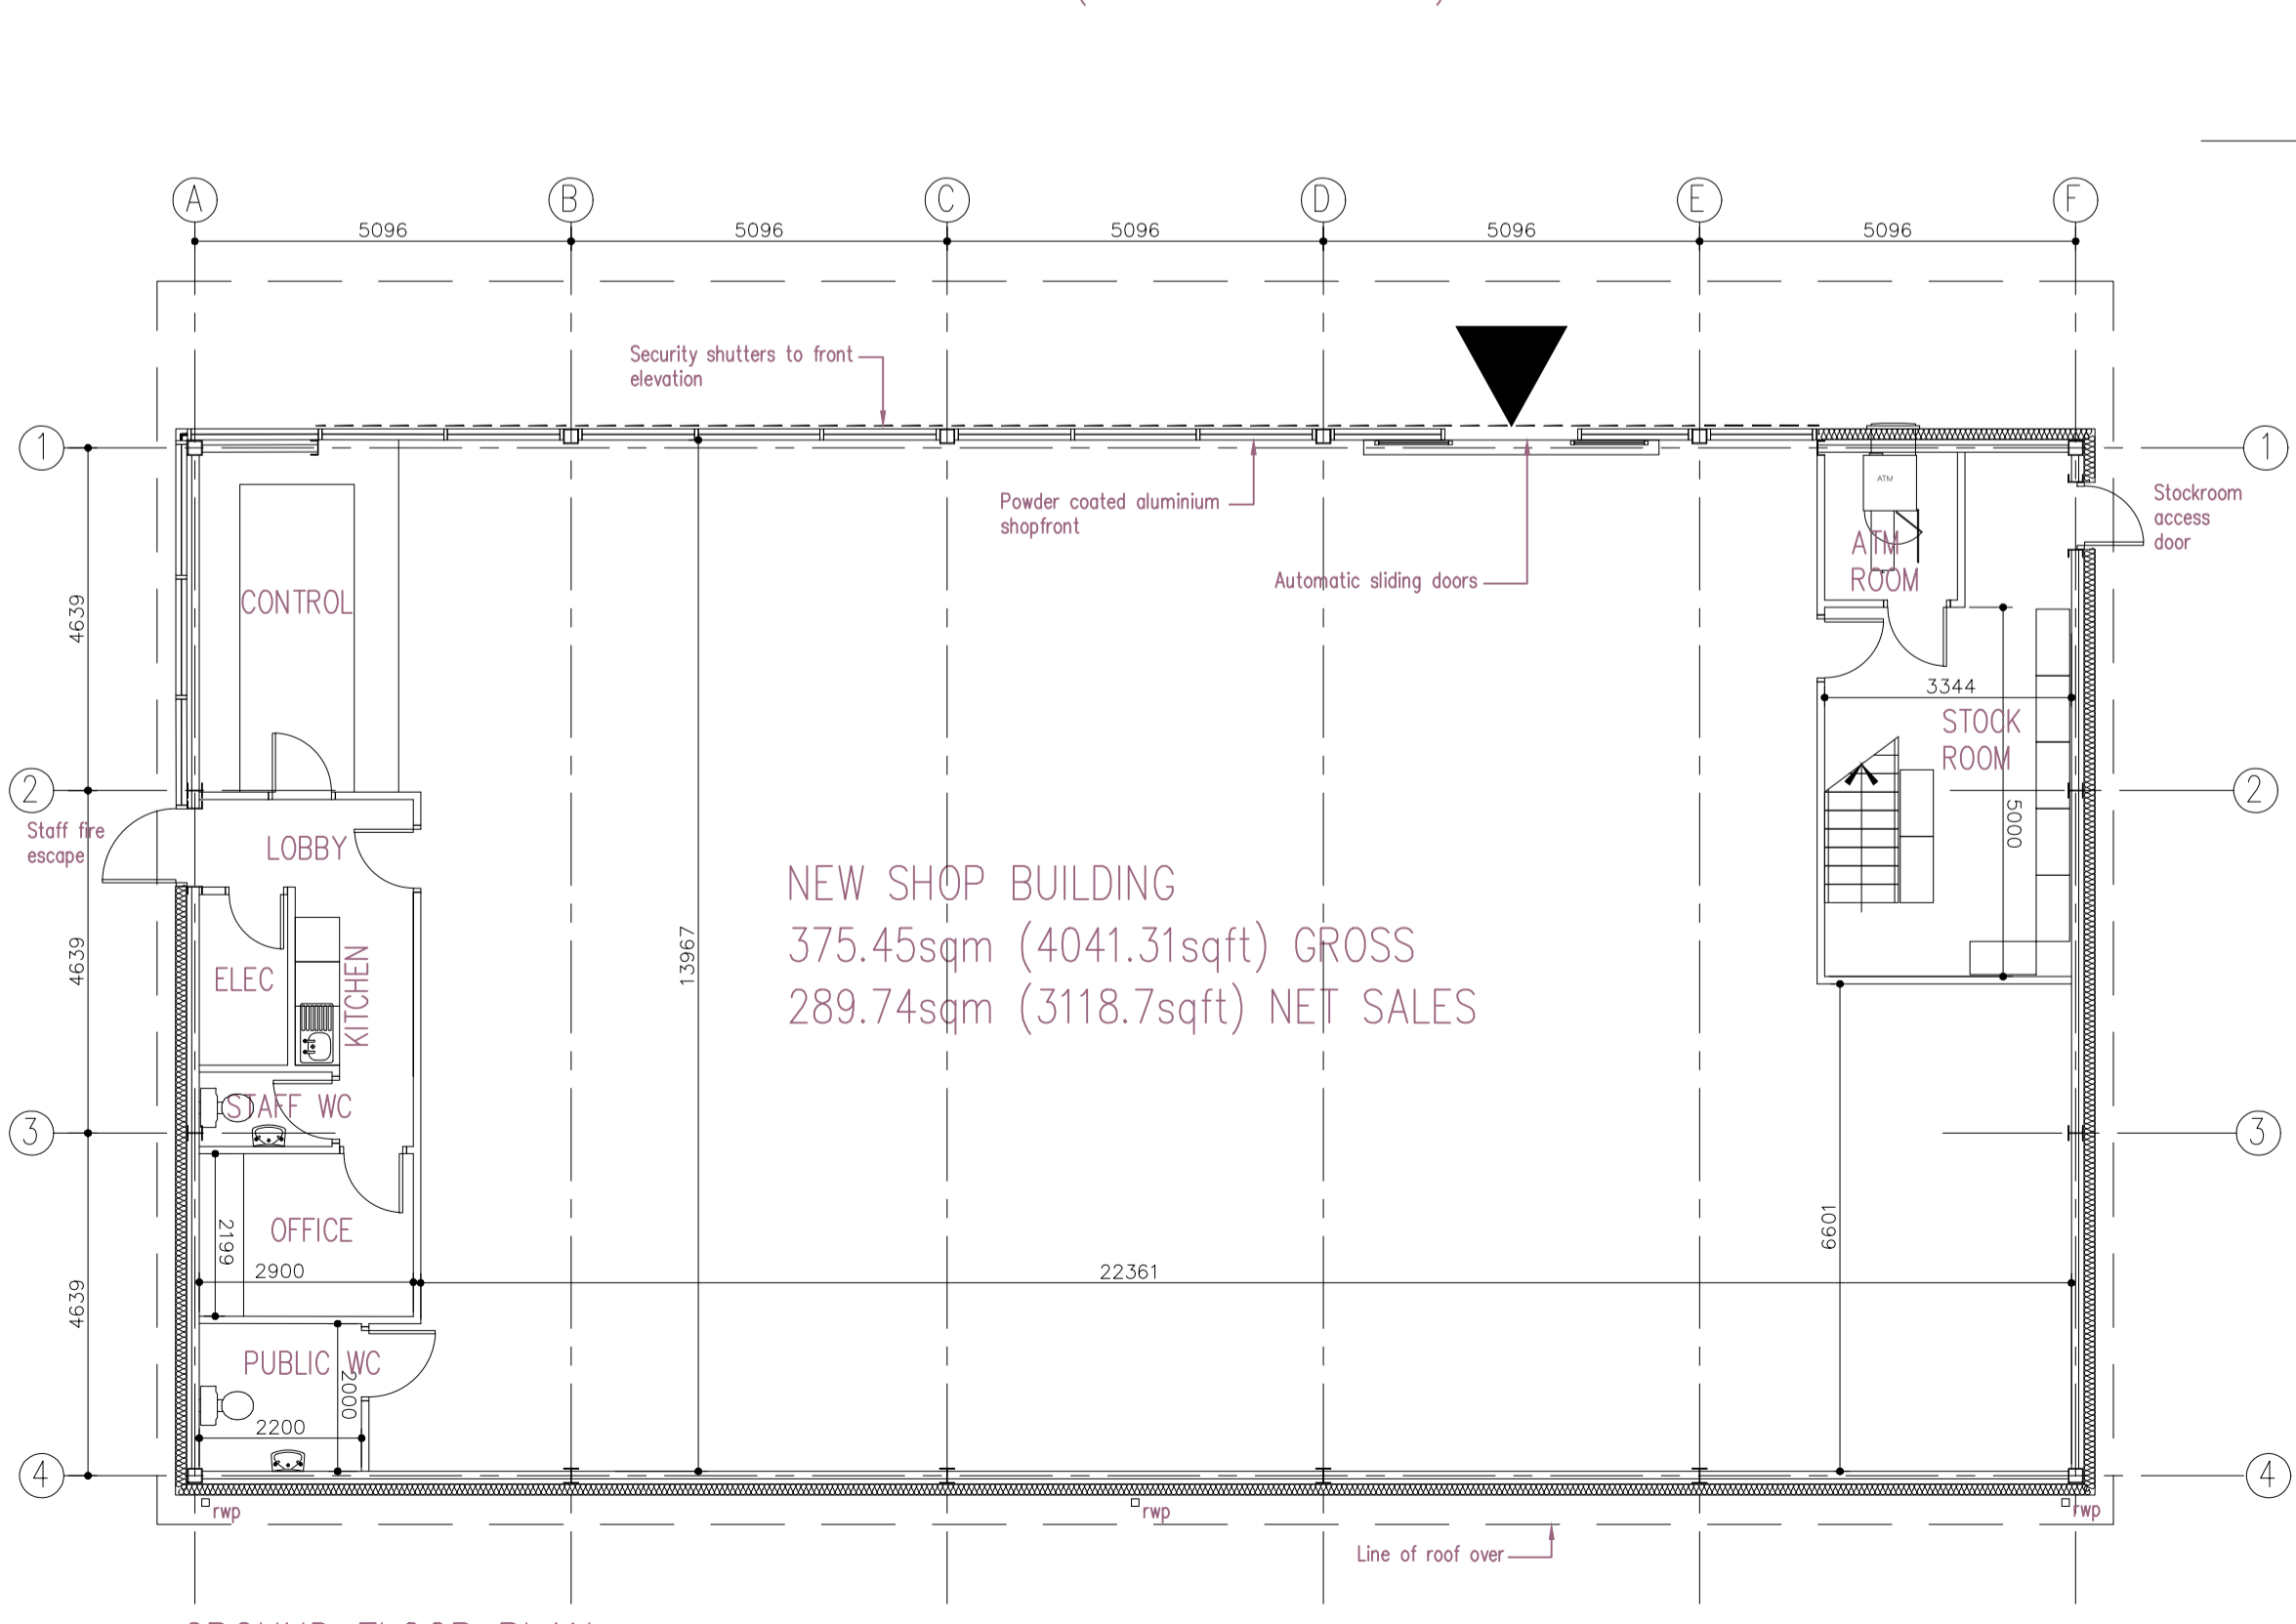 A
B
C
D
E
F
5096
5096
5096
5096
5096
Security shutters to front
elevation
1
1
Powder coated aluminium
shopfront
Automatic sliding doors
ATM
ATM
ROOM
Stockroom
access
door
CONTROL
4639
3344
STOCK
ROOM
2
2
5000
Staff fire
escape
LOBBY
NEW SHOP BUILDING
375.45sqm (4041.31sqft) GROSS
289.74sqm (3118.7sqft) NET SALES
4639
ELEC
KITCHEN
13967
STAFF WC
3
3
OFFICE
2199
2900
22361
6601
4639
PUBLIC WC
2000
2200
4
4
rwp
rwp
rwp
Line of roof over
GROUND FLOOR PLAN